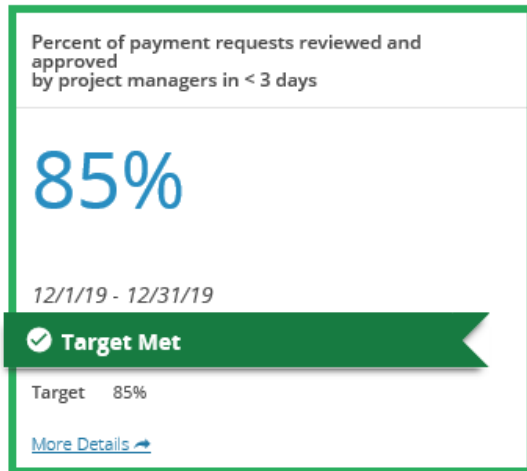 Percent of payment requests reviewed and
approved
by project managers in < 3 days
85%
12/1/19 - 12/31/19
Target Met
Target 85%
More Details